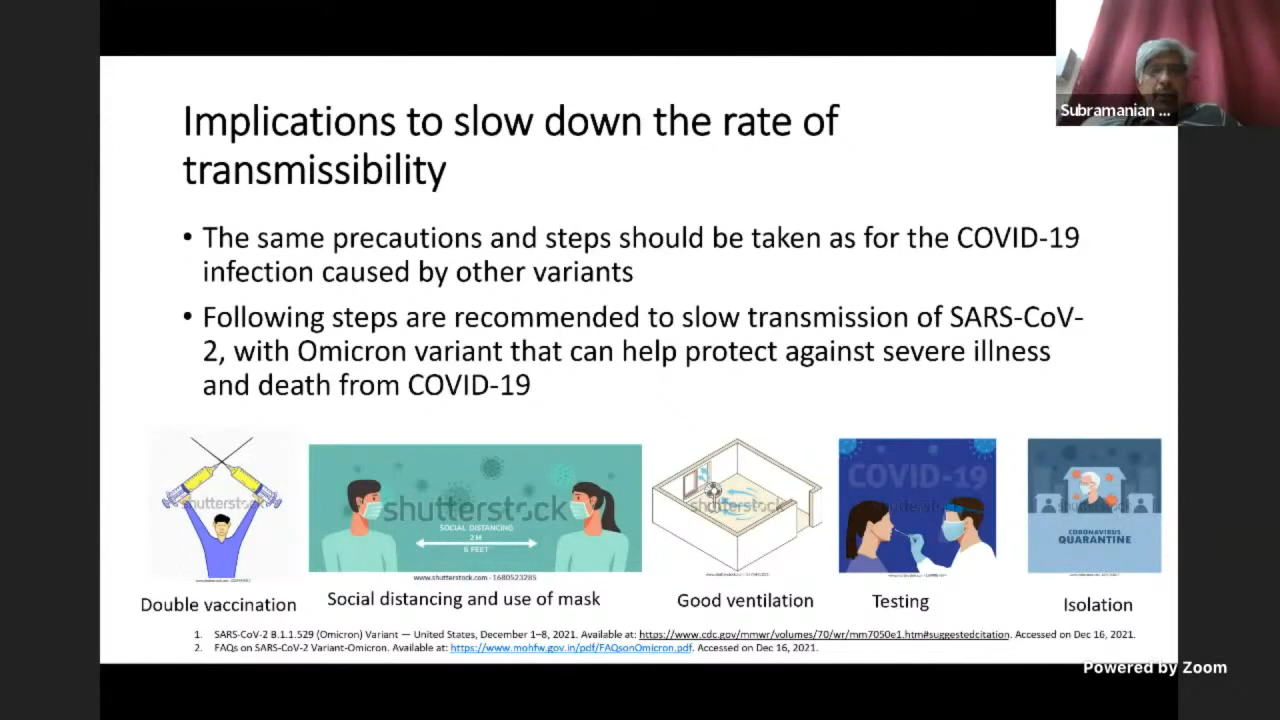 Implications to slow down the rate of
transmissibility
Subramanian ...
• The same precautions and steps should be taken as for the COVID-19
infection caused by other variants
• Following steps are recommended to slow transmission of SARS-CoV-
2, with Omicron variant that can help protect against severe illness
and death from COVID-19
shutterstock
shutterstock
SOCIAL DISTANCING
2 M
6 FEET
www.shutterstock.com · 1680523285
shutterstock
COVID-19
shutterstock
shutterstock
CORONAVIRUS
QUARANTINE
Double vaccination
Social distancing and use of mask
Good ventilation
Testing
Isolation
1. SARS-CoV-2 B.1.1.529 (Omicron) Variant — United States, December 1–8, 2021. Available at: https://www.cdc.gov/mmwr/volumes/70/wr/mm7050e1.htm#suggestedcitation. Accessed on Dec 16, 2021.
2. FAQs on SARS-CoV-2 Variant-Omicron. Available at: https://www.mohfw.gov.in/pdf/FAQsonOmicron.pdf. Accessed on Dec 16, 2021.
Powered by Zoom